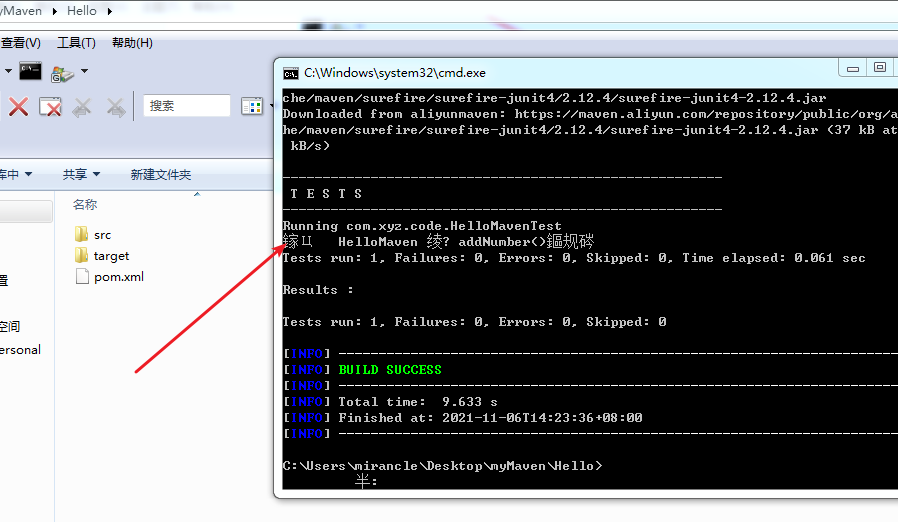 yMaven Hello
查看(V) 工具(T) 帮助(H)
搜索
库中 共享 新建文件夹
名称
src
target
pom.xml
置
空间
ersonal
C:\Windows\system32\cmd.exe
che/maven/surefire/surefire-junit4/2.12.4/surefire-junit4-2.12.4.jar
Downloaded from aliyunmaven: https://maven.aliyun.com/repository/public/org/a
he/maven/surefire/surefire-junit4/2.12.4/surefire-junit4-2.12.4.jar (37 kB at
kB/s)
-------------------------------------------------------
T E S T S
-------------------------------------------------------
Running com.xyz.code.HelloMavenTest
HelloMaven 绫? addNumber()鏂规硶
Tests run: 1, Failures: 0, Errors: 0, Skipped: 0, Time elapsed: 0.061 sec
Results :
Tests run: 1, Failures: 0, Errors: 0, Skipped: 0
[INFO] ------------------------------------------------------------------------
[INFO] BUILD SUCCESS
[INFO] ------------------------------------------------------------------------
[INFO] Total time:  9.633 s
[INFO] Finished at: 2021-11-06T14:23:36+08:00
[INFO] ------------------------------------------------------------------------
C:\Users\mirancle\Desktop\myMaven\Hello>
半: